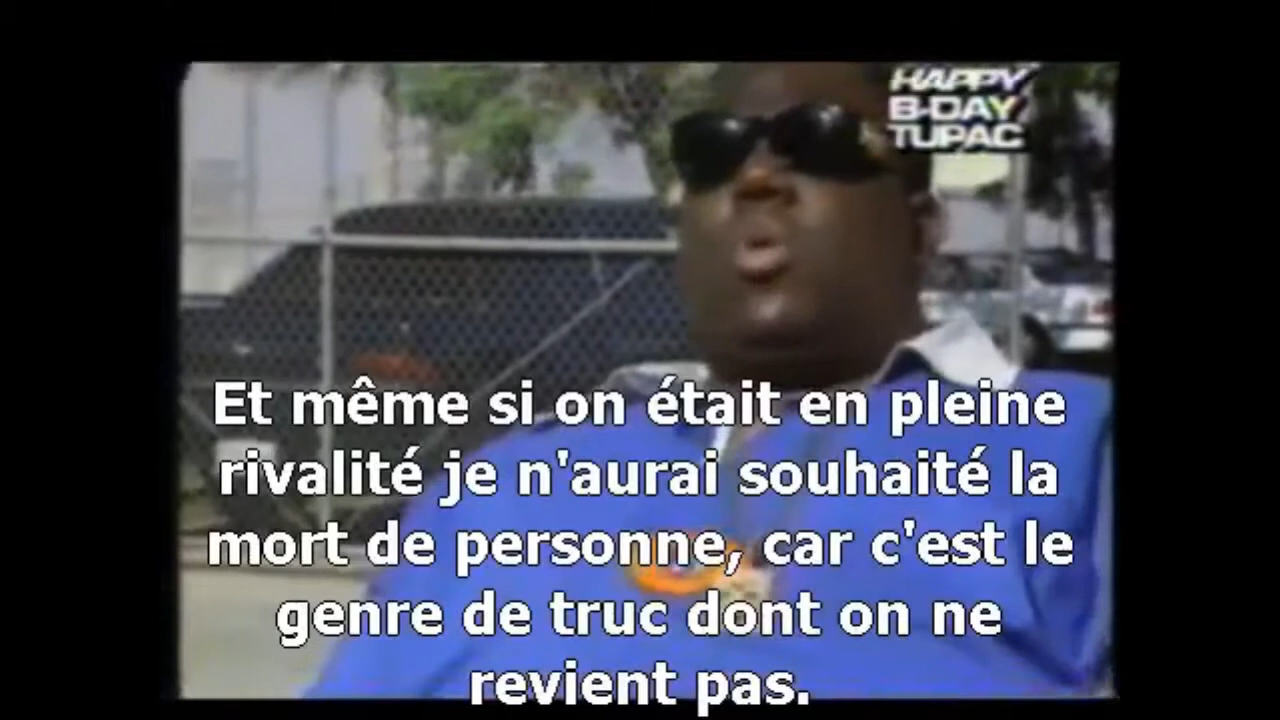 HAPPY
B-DAY
TUPAC
Et même si on était en pleine
rivalité je n'aurai souhaité la
mort de personne, car c'est le
genre de truc dont on ne
revient pas.